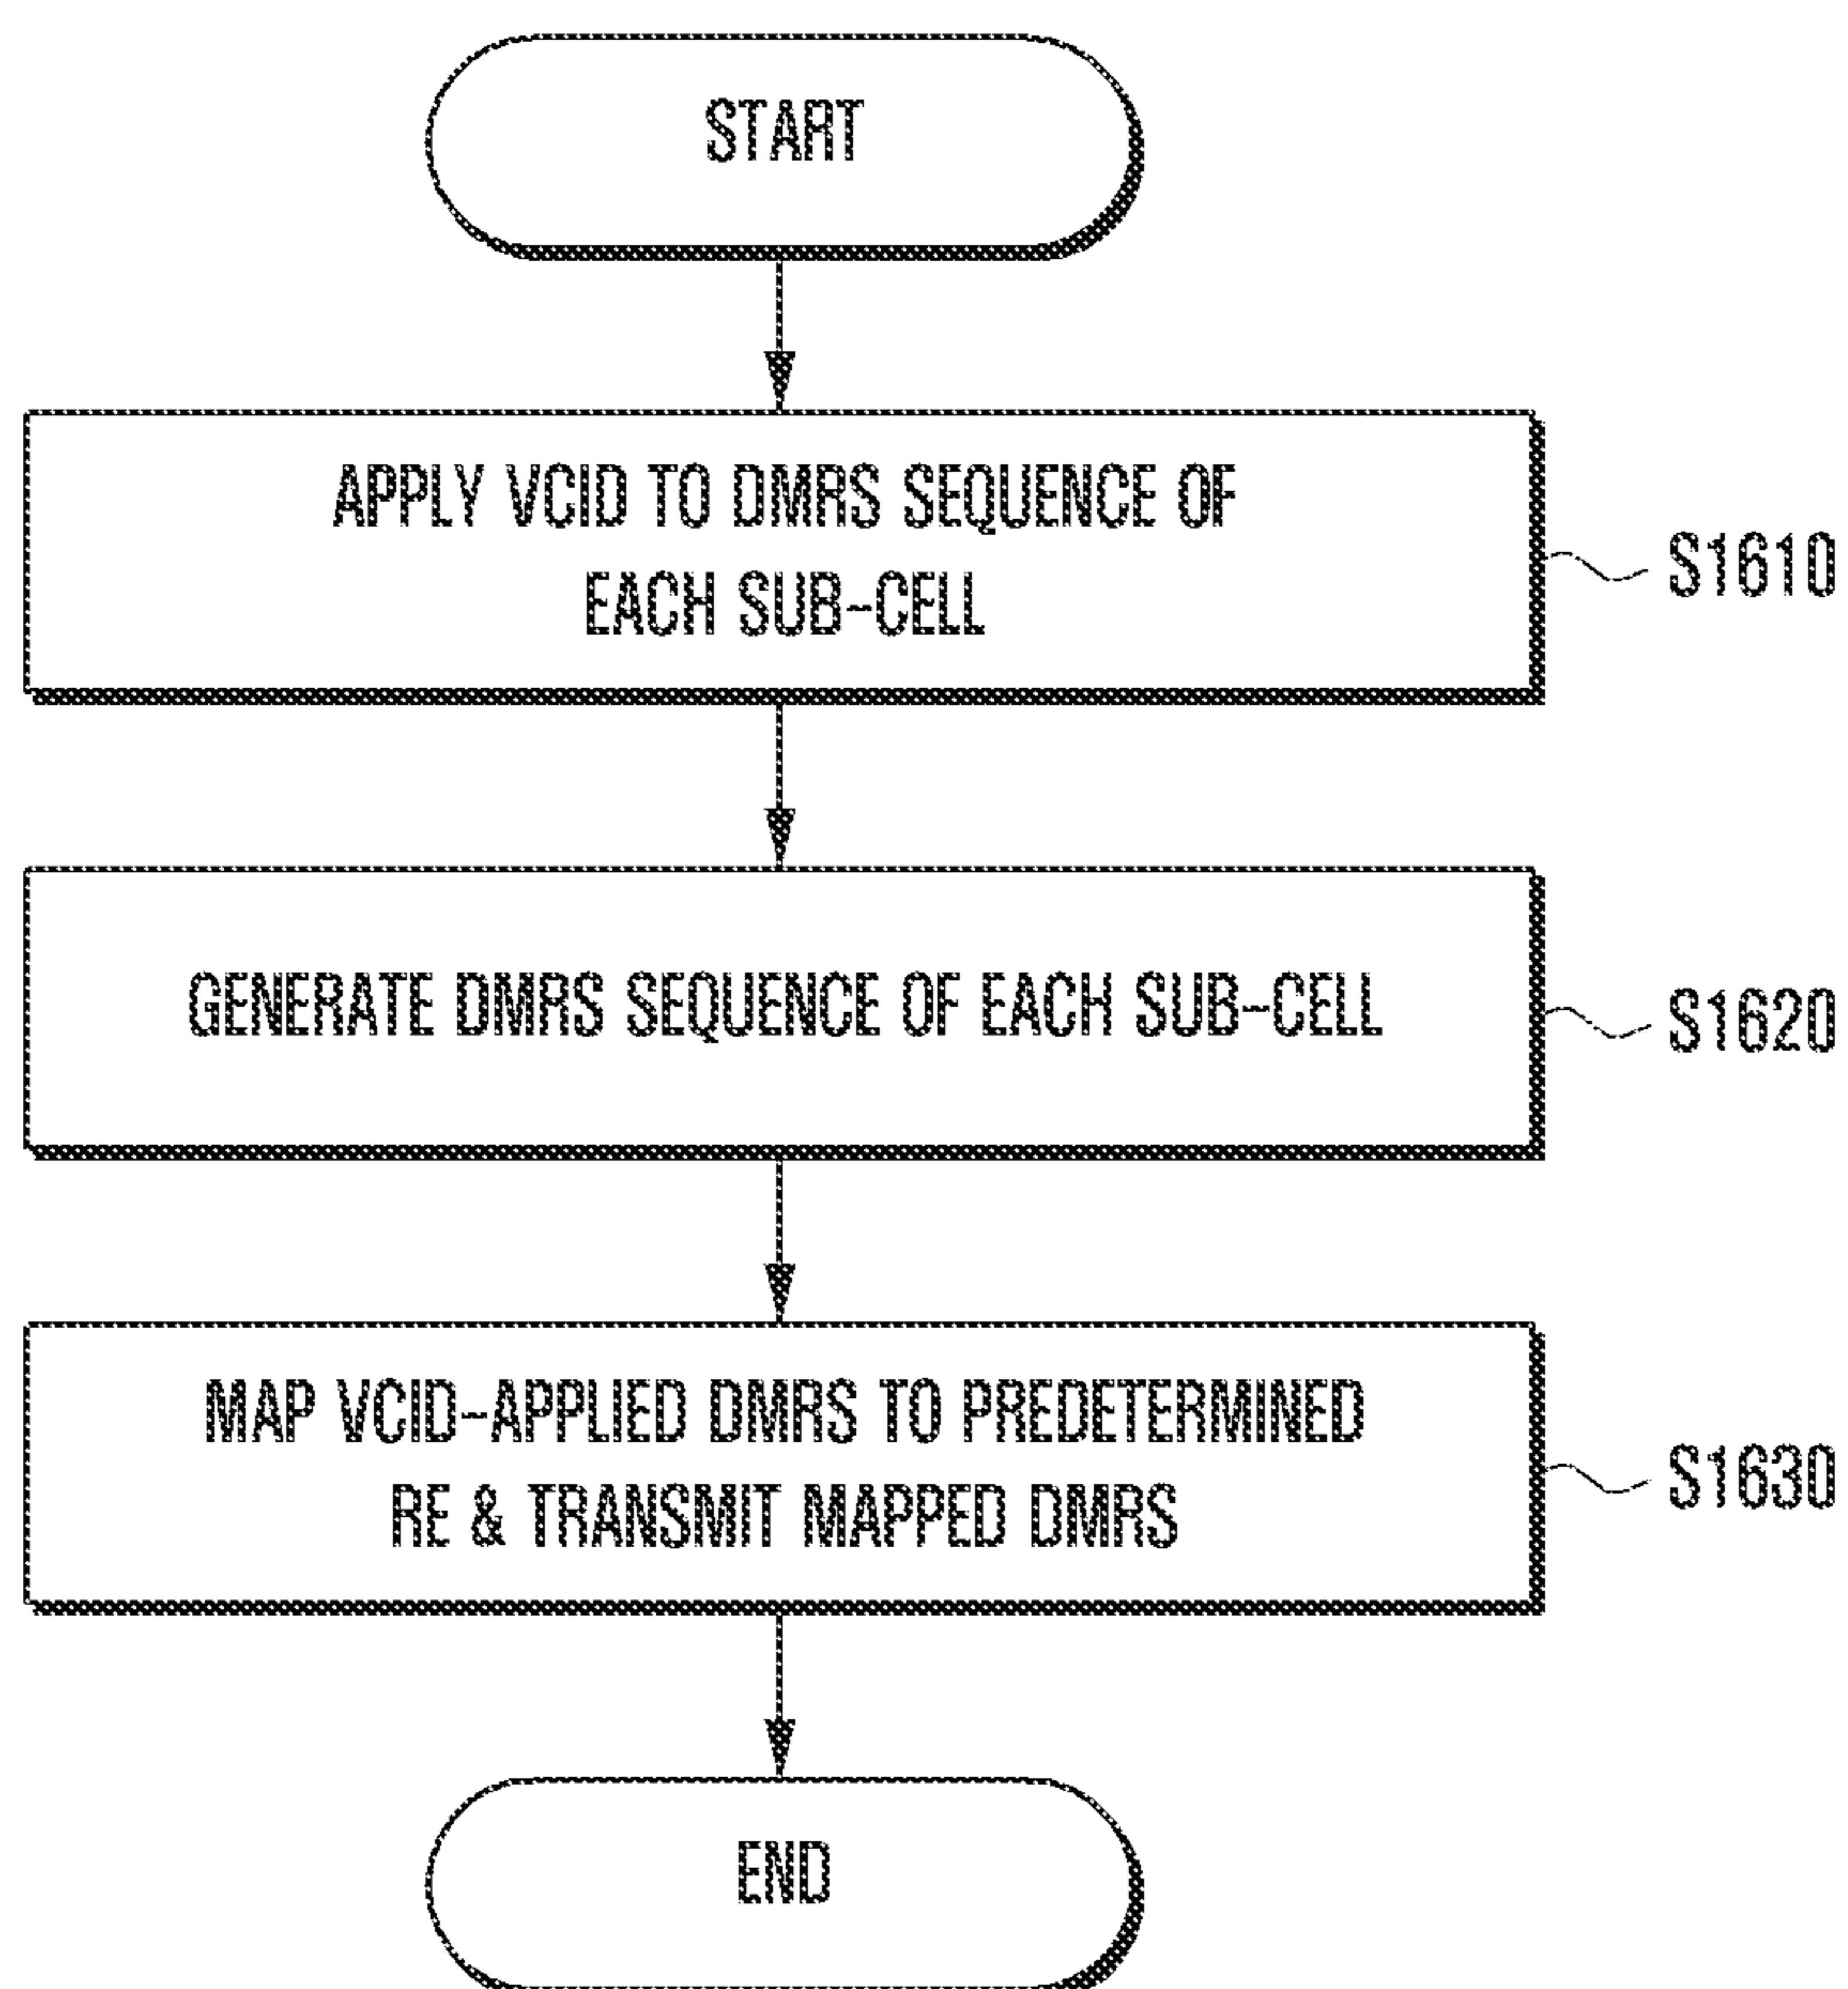 START
APPLY VCID TO DMRS SEQUENCE OF
EACH SUB-CELL
S1610
GENERATE DMRS SEQUENCE OF EACH SUB-CELL
S1620
MAP VCID-APPLIED DMRS TO PREDETERMINED
RE & TRANSMIT MAPPED DMRS
S1630
END